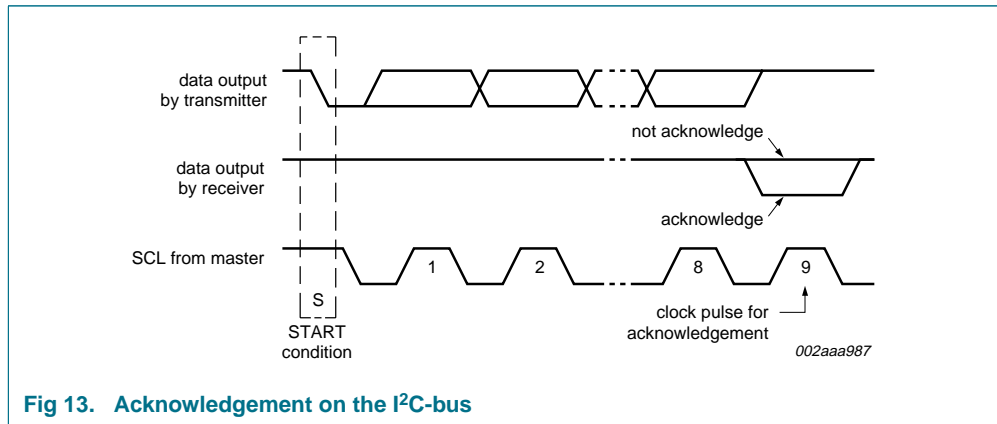 data output
by transmitter
not acknowledge
data output
by receiver
acknowledge
SCL from master
1
2
8
9
S
START
condition
clock pulse for
acknowledgement
002aaa987
Fig 13. Acknowledgement on the I²C-bus